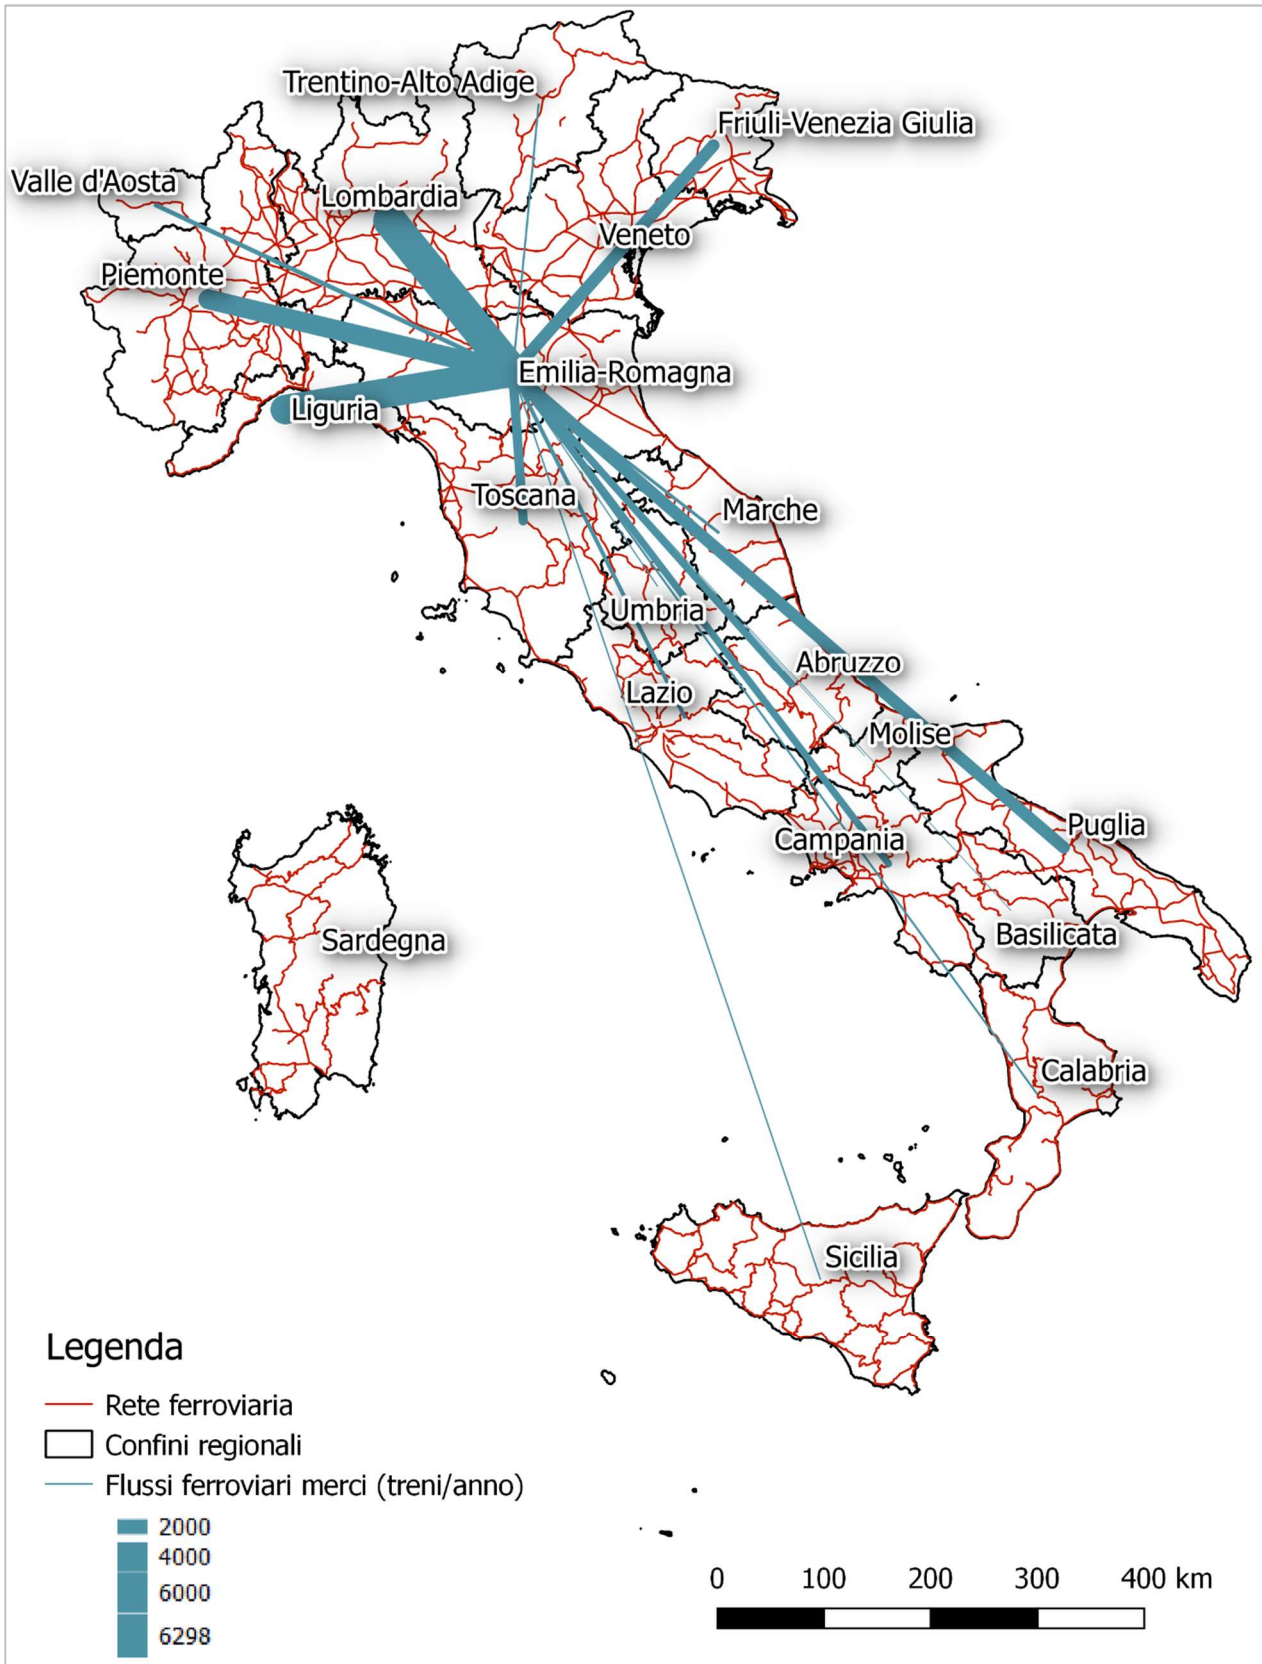 Trentino-Alto Adige
Friuli-Venezia Giulia
Valle d'Aosta
Lombardia
Veneto
Piemonte
Emilia-Romagna
Liguria
Toscana
Marche
Umbria
Abruzzo
Lazio
Molise
Puglia
Campania
Basilicata
Sardegna
Calabria
Sicilia
Legenda
Rete ferroviaria
Confini regionali
Flussi ferroviari merci (treni/anno)
2000
4000
6000
6298
0 100 200 300 400 km